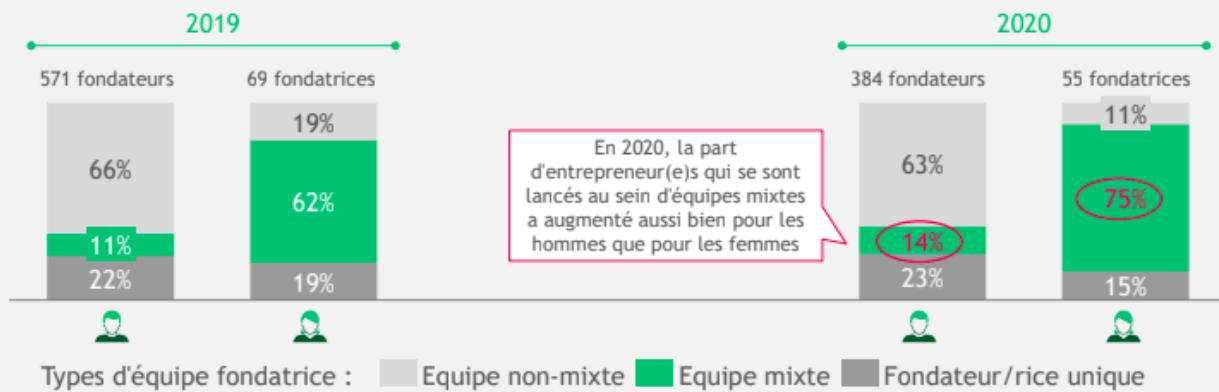 2019
2020
571 fondateurs
69 fondatrices
384 fondateurs
55 fondatrices
66%
11%
22%
19%
62%
19%
En 2020, la part
d'entrepreneur(e)s qui se sont
lancés au sein d'équipes mixtes
a augmenté aussi bien pour les
hommes que pour les femmes
63%
14%
23%
11%
75%
15%
Types d'équipe fondatrice :
Equipe non-mixte
Equipe mixte
Fondateur/rice unique